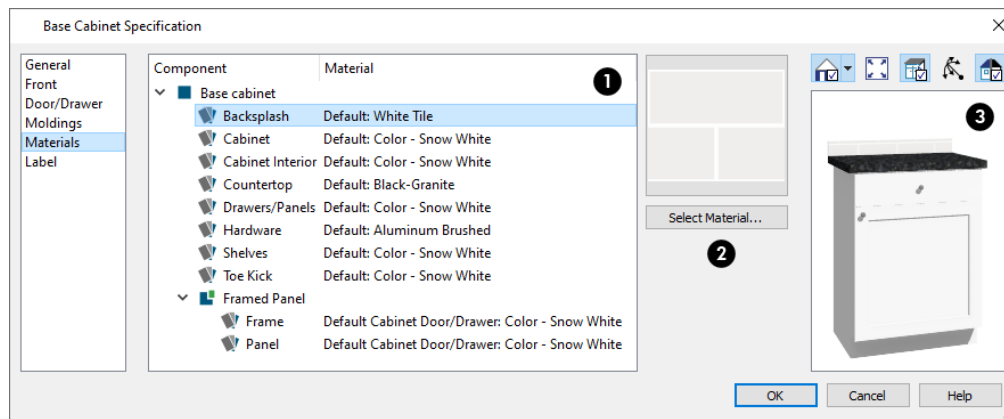 Base Cabinet Specification
General
Front
Door/Drawer
Moldings
Materials
Label
Component Material
1
Base cabinet
Backsplash Default: White Tile
Cabinet Default: Color - Snow White
Cabinet Interior Default: Color - Snow White
Countertop Default: Black-Granite
Drawers/Panels Default: Color - Snow White
Hardware Default: Aluminum Brushed
Shelves Default: Color - Snow White
Toe Kick Default: Color - Snow White
Framed Panel
Frame Default Cabinet Door/Drawer: Color - Snow White
Panel Default Cabinet Door/Drawer: Color - Snow White
Select Material...
2
3
OK Cancel Help